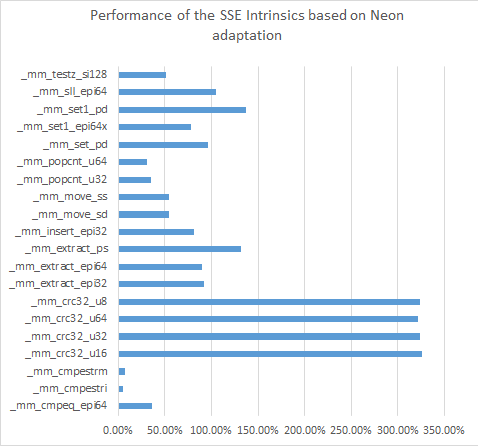 Performance of the SSE Intrinsics based on Neon
adaptation
_mm_testz_si128
_mm_sll_epi64
_mm_set1_pd
_mm_set1_epi64x
_mm_set_pd
_mm_popcnt_u64
_mm_popcnt_u32
_mm_move_ss
_mm_move_sd
_mm_insert_epi32
_mm_extract_ps
_mm_extract_epi64
_mm_extract_epi32
_mm_crc32_u8
_mm_crc32_u64
_mm_crc32_u32
_mm_crc32_u16
_mm_cmpestrm
_mm_cmpestri
_mm_cmpeq_epi64
0.00% 50.00% 100.00% 150.00% 200.00% 250.00% 300.00% 350.00%